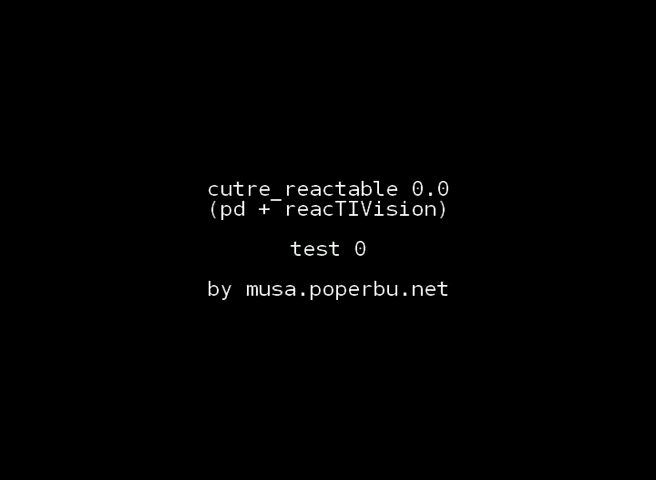 cutre_reactable 0.0
(pd + reacTIVision)
test 0
by musa.poperbu.net